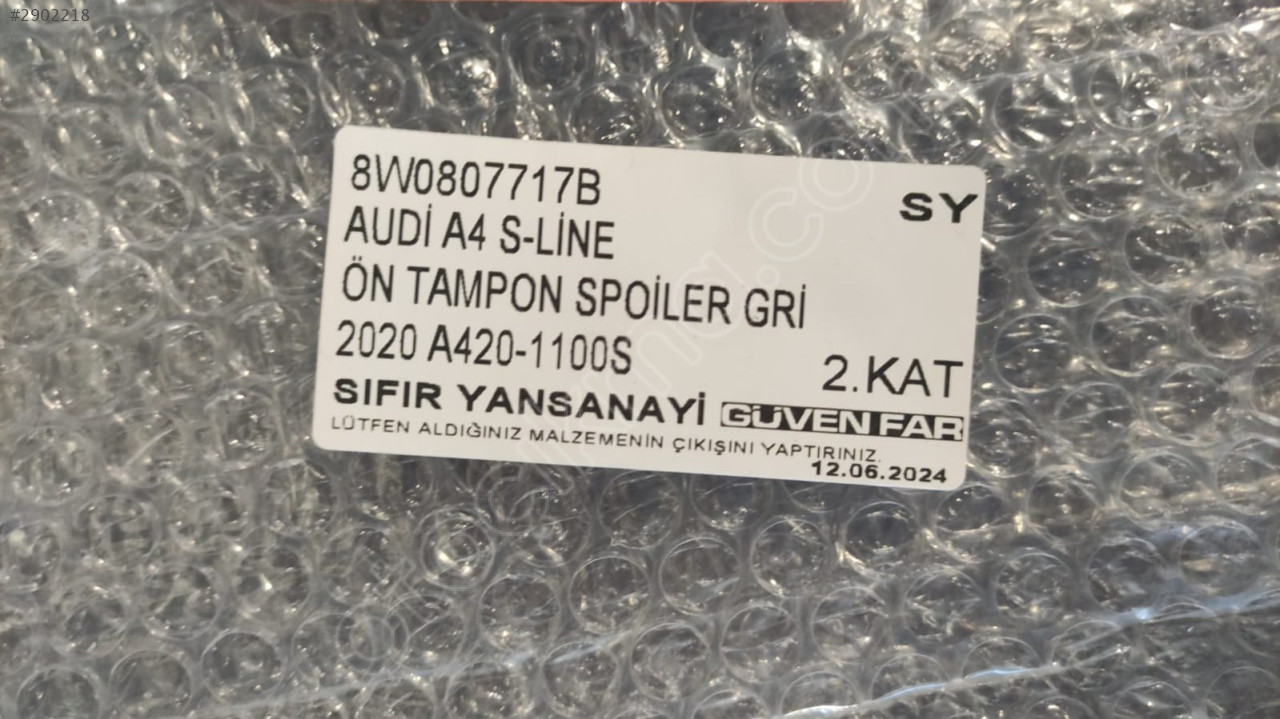 #2902218
8W0807717B
SY
AUDİ A4 S-LİNE
ÖN TAMPON SPOİLER GRİ
2020 A420-1100S
2.KAT
SIFIR YANSANAYİ GÜVEN FAR
LÜTFEN ALDIĞINIZ MALZEMENİN ÇIKIŞINI YAPTIRINIZ.
12.06.2024